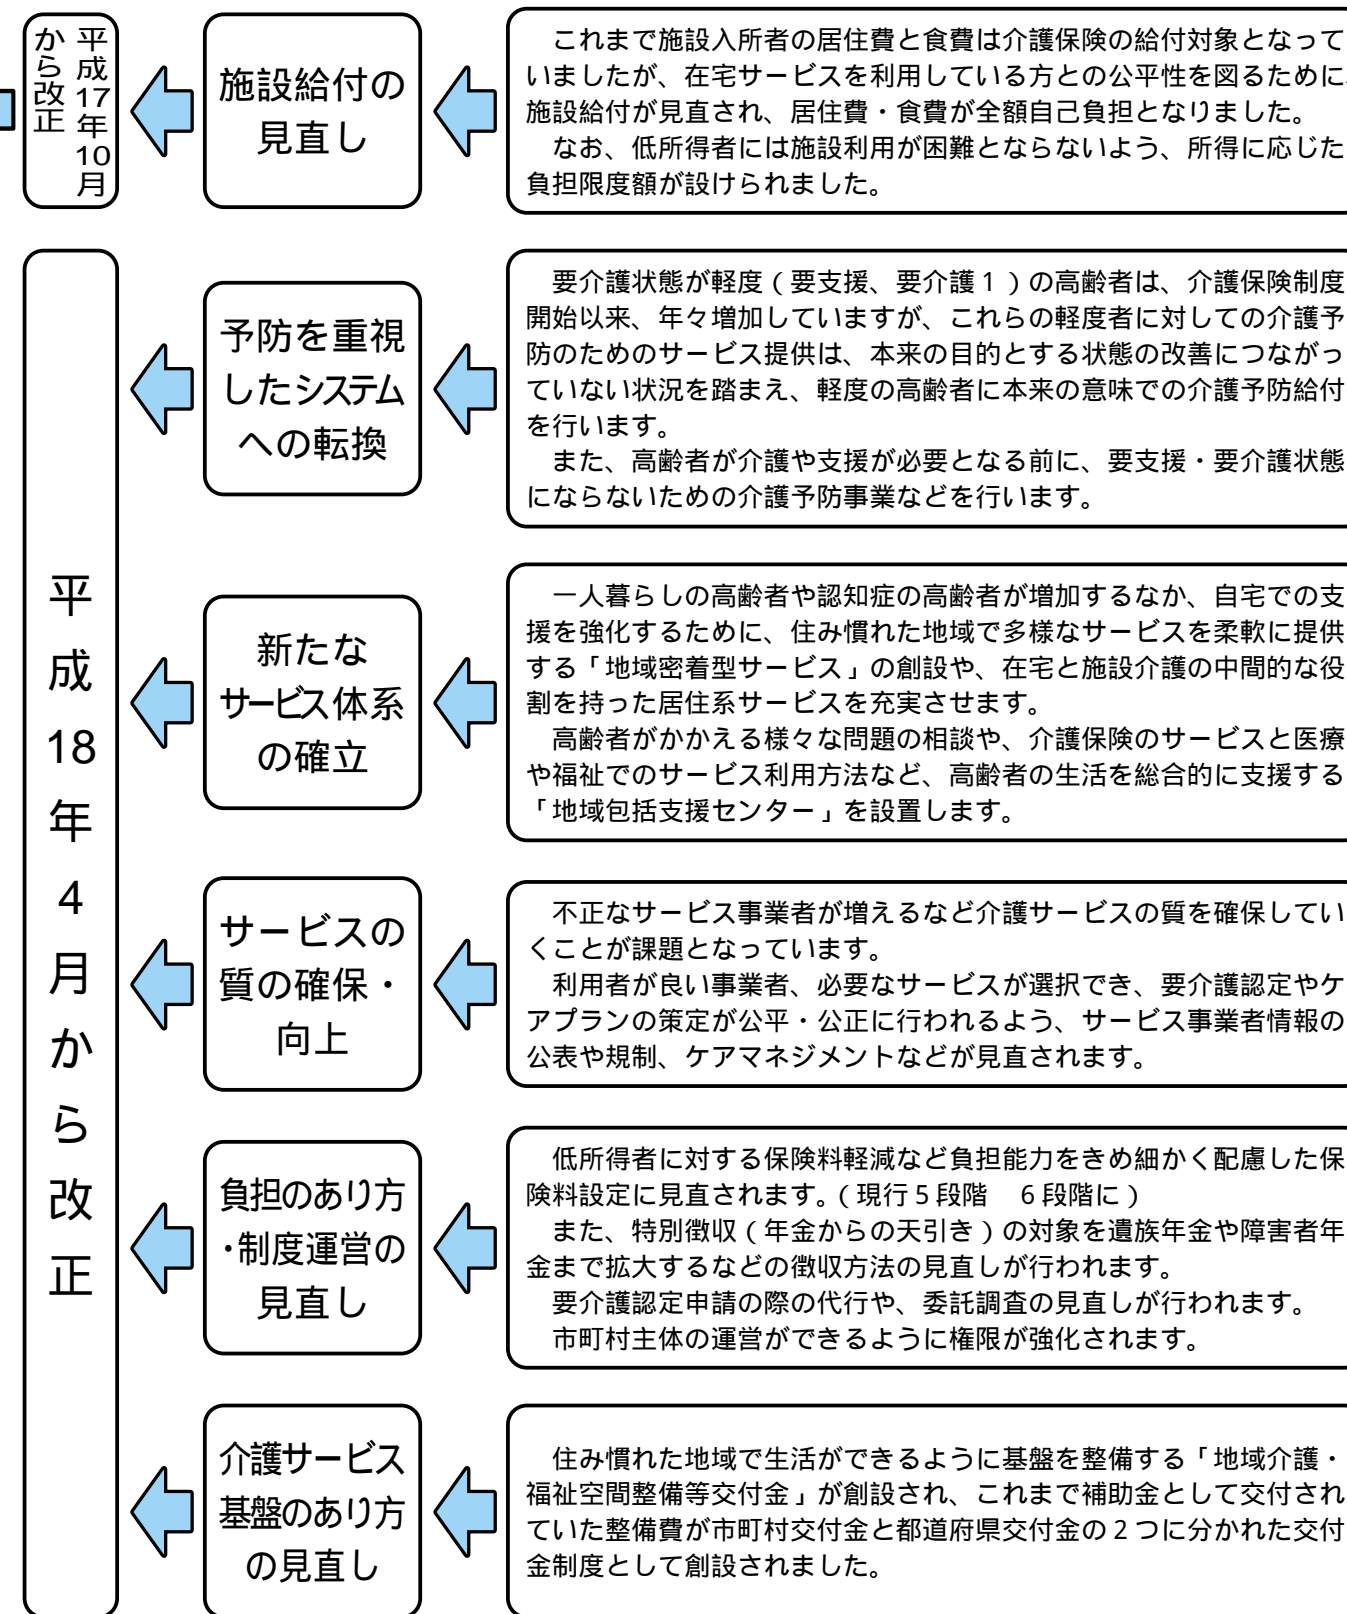 平成17年10月
から改正
施設給付の
見直し
　これまで施設入所者の居住費と食費は介護保険の給付対象となって
いましたが、在宅サービスを利用している方との公平性を図るために、
施設給付が見直され、居住費・食費が全額自己負担となりました。
　なお、低所得者には施設利用が困難とならないよう、所得に応じた
負担限度額が設けられました。
平成18年4月から改正
予防を重視
したシステム
への転換
　要介護状態が軽度（要支援、要介護１）の高齢者は、介護保険制度
開始以来、年々増加していますが、これらの軽度者に対しての介護予
防のためのサービス提供は、本来の目的とする状態の改善につながっ
ていない状況を踏まえ、軽度の高齢者に本来の意味での介護予防給付
を行います。
　また、高齢者が介護や支援が必要となる前に、要支援・要介護状態
にならないための介護予防事業などを行います。
新たな
サービス体系
の確立
　一人暮らしの高齢者や認知症の高齢者が増加するなか、自宅での支
援を強化するために、住み慣れた地域で多様なサービスを柔軟に提供
する「地域密着型サービス」の創設や、在宅と施設介護の中間的な役
割を持った居住系サービスを充実させます。
　高齢者がかかえる様々な問題の相談や、介護保険のサービスと医療
や福祉でのサービス利用方法など、高齢者の生活を総合的に支援する
「地域包括支援センター」を設置します。
サービスの
質の確保・
向上
　不正なサービス事業者が増えるなど介護サービスの質を確保してい
くことが課題となっています。
　利用者が良い事業者、必要なサービスが選択でき、要介護認定やケ
アプランの策定が公平・公正に行われるよう、サービス事業者情報の
公表や規制、ケアマネジメントなどが見直されます。
負担のあり方
・制度運営の
見直し
　低所得者に対する保険料軽減など負担能力をきめ細かく配慮した保
険料設定に見直されます。（現行５段階　６段階に）
　また、特別徴収（年金からの天引き）の対象を遺族年金や障害者年
金まで拡大するなどの徴収方法の見直しが行われます。
　要介護認定申請の際の代行や、委託調査の見直しが行われます。
　市町村主体の運営ができるように権限が強化されます。
介護サービス
基盤のあり方
の見直し
　住み慣れた地域で生活ができるように基盤を整備する「地域介護・
福祉空間整備等交付金」が創設され、これまで補助金として交付され
ていた整備費が市町村交付金と都道府県交付金の２つに分かれた交付
金制度として創設されました。